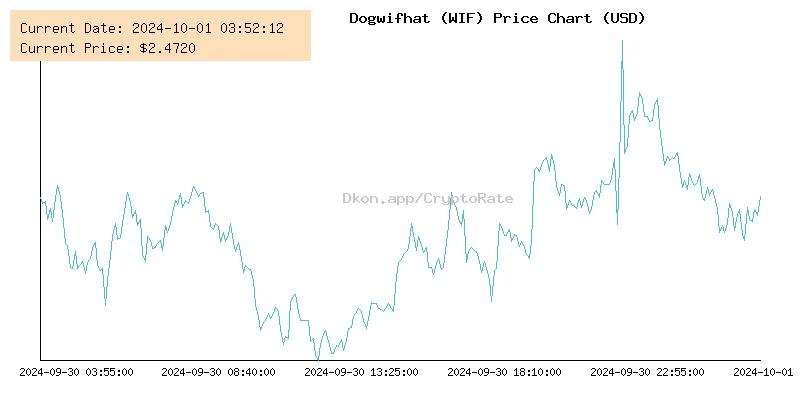 Dogwifhat (WIF) Price Chart (USD)
Current Date: 2024-10-01 03:52:12
Current Price: $2.4720
Dkon.app/CryptoRate
2024-09-30 03:55:00 2024-09-30 08:40:00 2024-09-30 13:25:00 2024-09-30 18:10:00 2024-09-30 22:55:00 2024-10-01